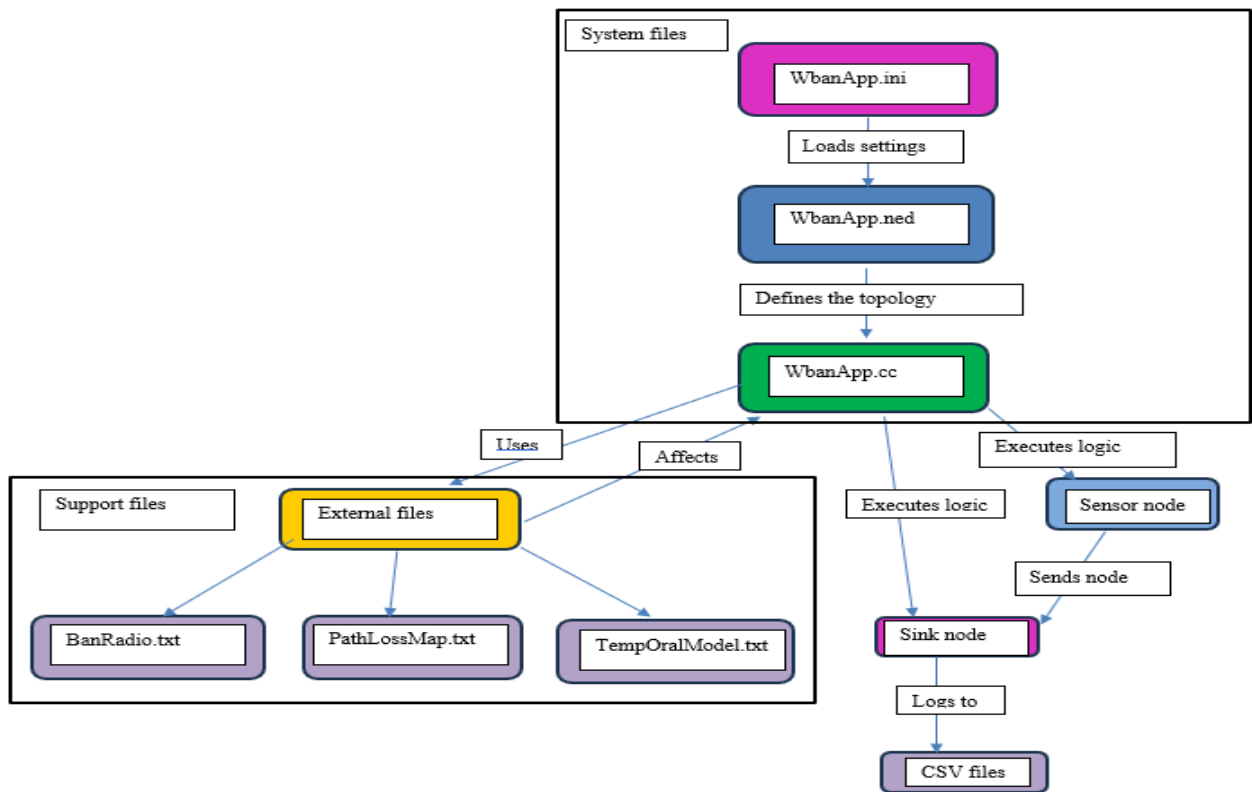 System files
WbanApp.ini
Loads settings
WbanApp.ned
Defines the topology
WbanApp.cc
Uses
Affects
Executes logic
Support files
External files
Executes logic
Sensor node
Sends node
BanRadio.txt
PathLossMap.txt
TempOralModel.txt
Sink node
Logs to
CSV files